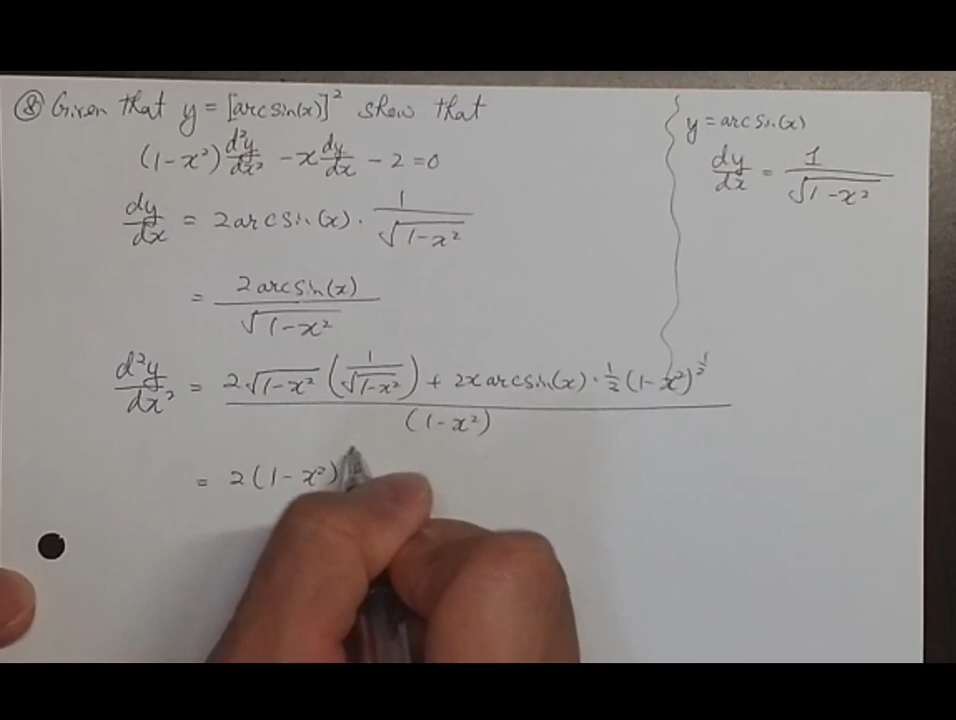 ⑧ Given that y = [arcsin(x)]² show that
(1-x²) d²y/dx² - x dy/dx - 2 = 0
dy/dx = 2arcsin(x) · 1/√(1-x²)
= 2arcsin(x)/√(1-x²)
d²y/dx² = (2√(1-x²) (1/√(1-x²)) + 2x arcsin(x) · ½ (1-x²)^½)/(1-x²)
= 2(1-x²)
y = arcsin(x)
dy/dx = 1/√(1-x²)